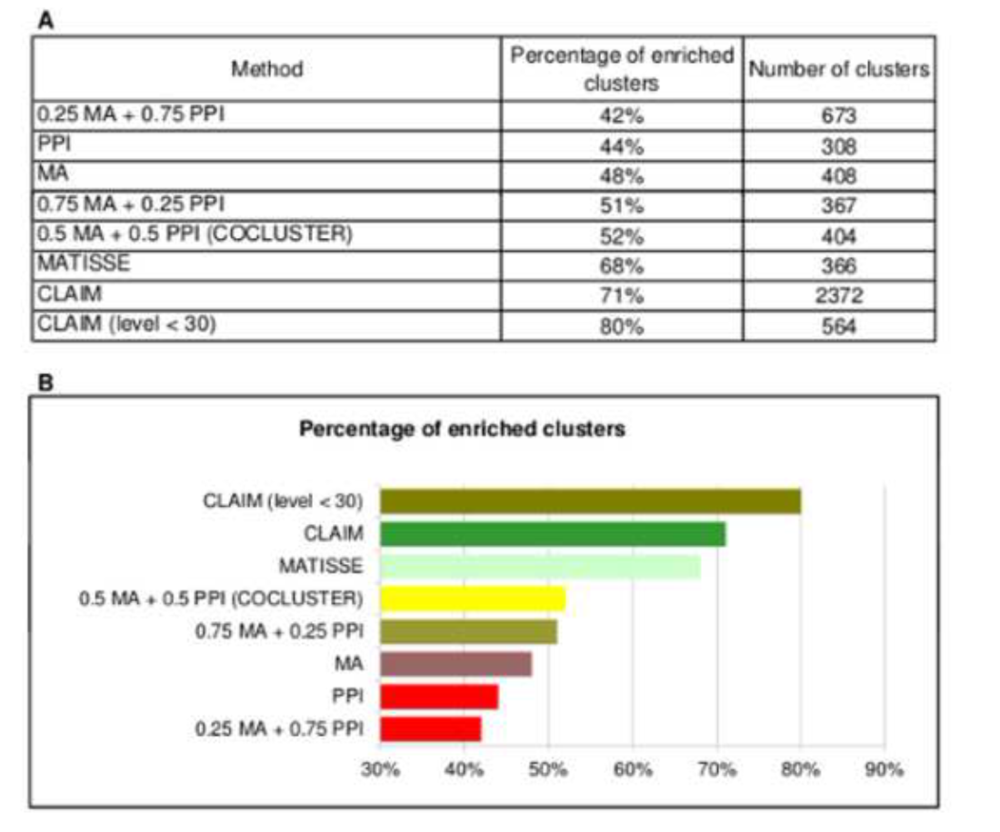 A
Method Percentage of enriched clusters Number of clusters
0.25 MA + 0.75 PPI 42% 673
PPI 44% 308
MA 48% 408
0.75 MA + 0.25 PPI 51% 367
0.5 MA + 0.5 PPI (COCLUSTER) 52% 404
MATISSE 68% 366
CLAIM 71% 2372
CLAIM (level < 30) 80% 564
B
Percentage of enriched clusters
CLAIM (level < 30)
CLAIM
MATISSE
0.5 MA + 0.5 PPI (COCLUSTER)
0.75 MA + 0.25 PPI
MA
PPI
0.25 MA + 0.75 PPI
30% 40% 50% 60% 70% 80% 90%